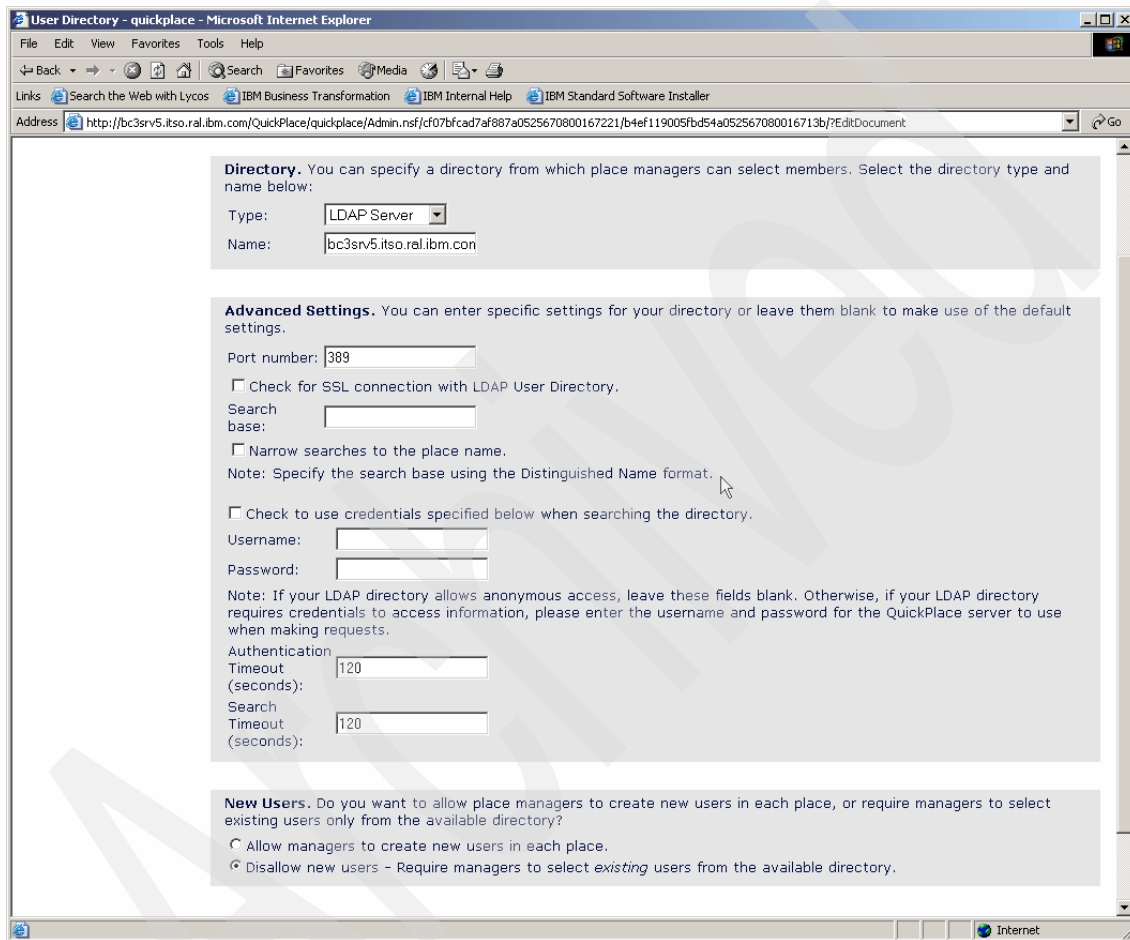 User Directory - quickplace - Microsoft Internet Explorer
File Edit View Favorites Tools Help
Back Search Favorites Media
Links Search the Web with Lycos IBM Business Transformation IBM Internal Help IBM Standard Software Installer
Address http://bc3srv5.itso.ral.ibm.com/QuickPlace/quickplace/Admin.nsf/cf07bfcad7af887a0525670800167221/b4ef119005fbd54a052567080016713b/?EditDocument Go
Directory. You can specify a directory from which place managers can select members. Select the directory type and
name below:
Type: LDAP Server
Name: bc3srv5.itso.ral.ibm.con
Advanced Settings. You can enter specific settings for your directory or leave them blank to make use of the default
settings.
Port number: 389
Check for SSL connection with LDAP User Directory.
Search
base:
Narrow searches to the place name.
Note: Specify the search base using the Distinguished Name format.
Check to use credentials specified below when searching the directory.
Username:
Password:
Note: If your LDAP directory allows anonymous access, leave these fields blank. Otherwise, if your LDAP directory
requires credentials to access information, please enter the username and password for the QuickPlace server to use
when making requests.
Authentication
Timeout 120
(seconds):
Search
Timeout 120
(seconds):
New Users. Do you want to allow place managers to create new users in each place, or require managers to select
existing users only from the available directory?
Allow managers to create new users in each place.
Disallow new users - Require managers to select existing users from the available directory.
Internet
Archived